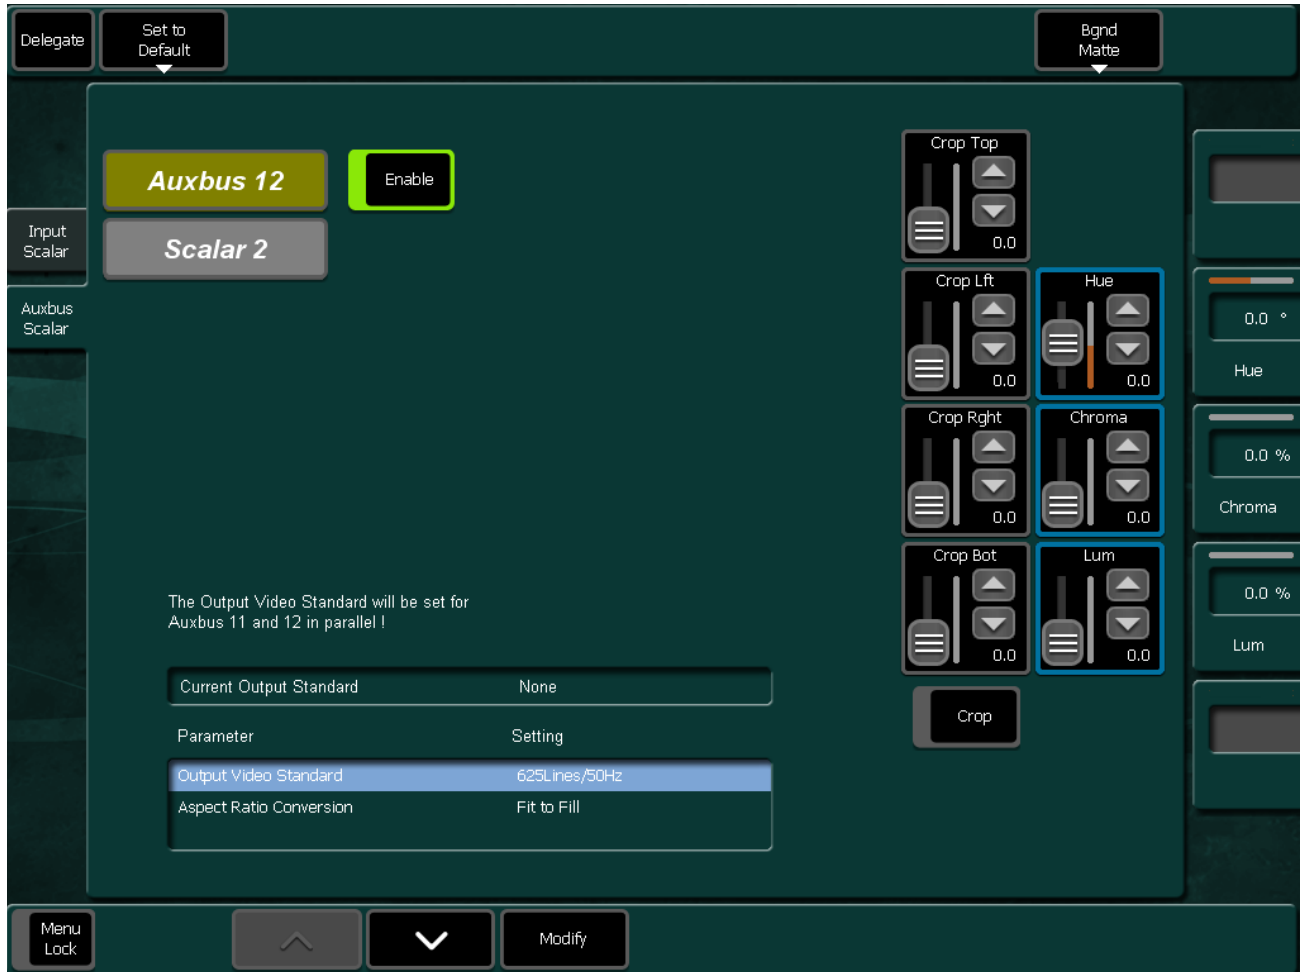 Delegate
Set to
Default
Bgnd
Matte
Auxbus 12
Enable
Scalar 2
Input
Scalar
Auxbus
Scalar
Crop Top
0.0
Crop Lft
0.0
Hue
0.0
Crop Rght
0.0
Chroma
0.0
Crop Bot
0.0
Lum
0.0
Crop
0.0 °
Hue
0.0 %
Chroma
0.0 %
Lum
The Output Video Standard will be set for
Auxbus 11 and 12 in parallel !
Current Output Standard None
Parameter Setting
Output Video Standard 625Lines/50Hz
Aspect Ratio Conversion Fit to Fill
Menu
Lock
Modify